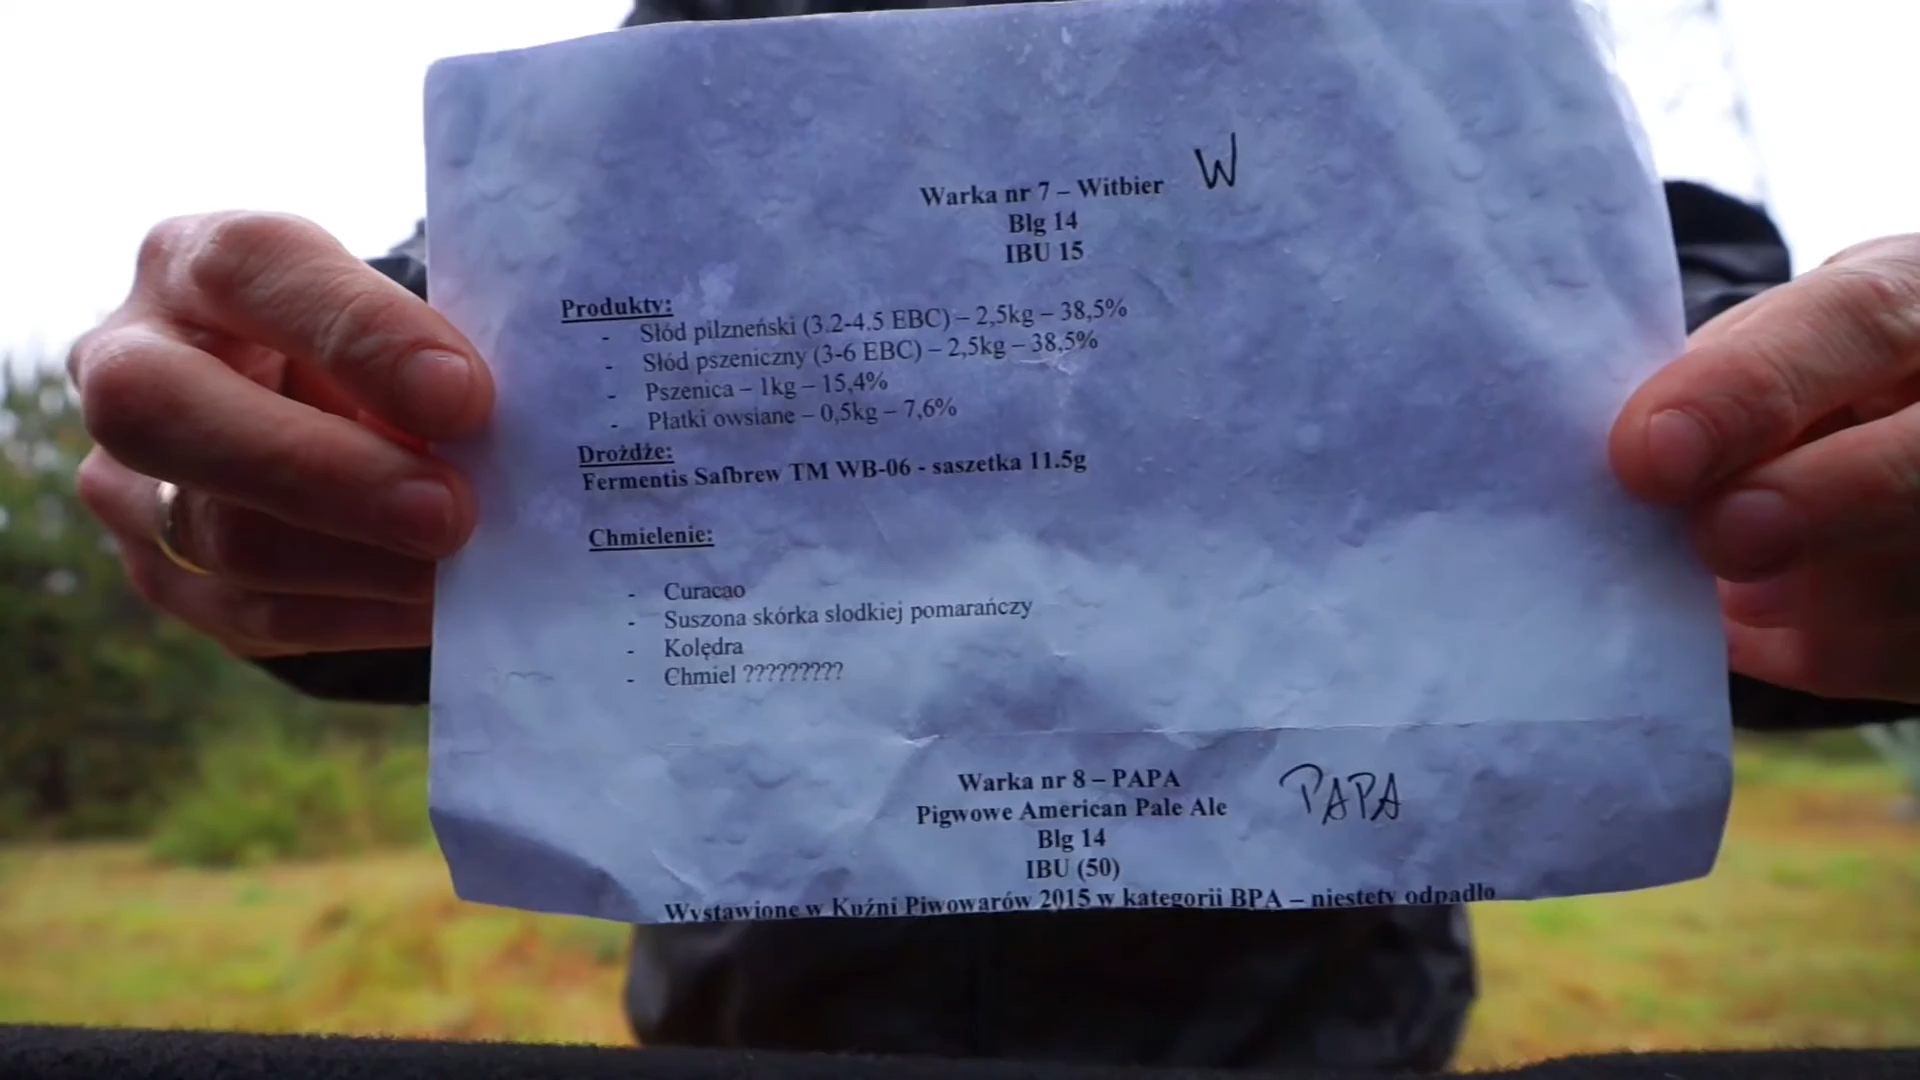 Warka nr 7 – Witbier W
Blg 14
IBU 15
Produkty:
- Słód pilzneński (3.2-4.5 EBC) – 2,5kg – 38,5%
- Słód pszeniczny (3-6 EBC) – 2,5kg – 38,5%
- Pszenica – 1kg – 15,4%
- Płatki owsiane – 0,5kg – 7,6%
Drożdże:
Fermentis Safbrew TM WB-06 - saszetka 11.5g
Chmielenie:
- Curacao
- Suszona skórka słodkiej pomarańczy
- Kolędra
- Chmiel ?????????
Warka nr 8 – PAPA PAPA
Pigwowe American Pale Ale
Blg 14
IBU (50)
Wystawione w Kuźni Piwowarów 2015 w kategorii BPA – niestety odpadło